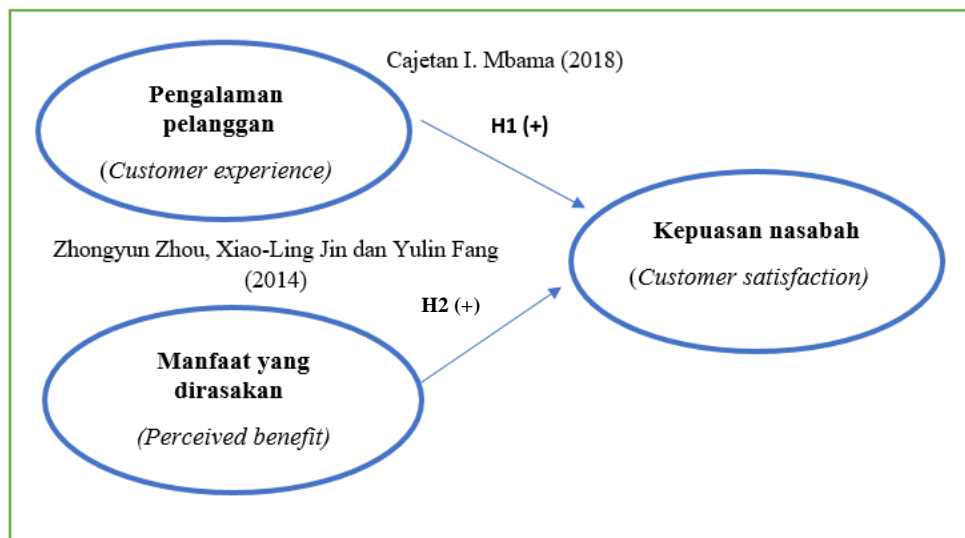 Cajetan I. Mbama (2018)
Pengalaman
pelanggan
(Customer experience)
H1 (+)
Kepuasan nasabah
(Customer satisfaction)
Zhongyun Zhou, Xiao-Ling Jin dan Yulin Fang
(2014)
H2 (+)
Manfaat yang
dirasakan
(Perceived benefit)